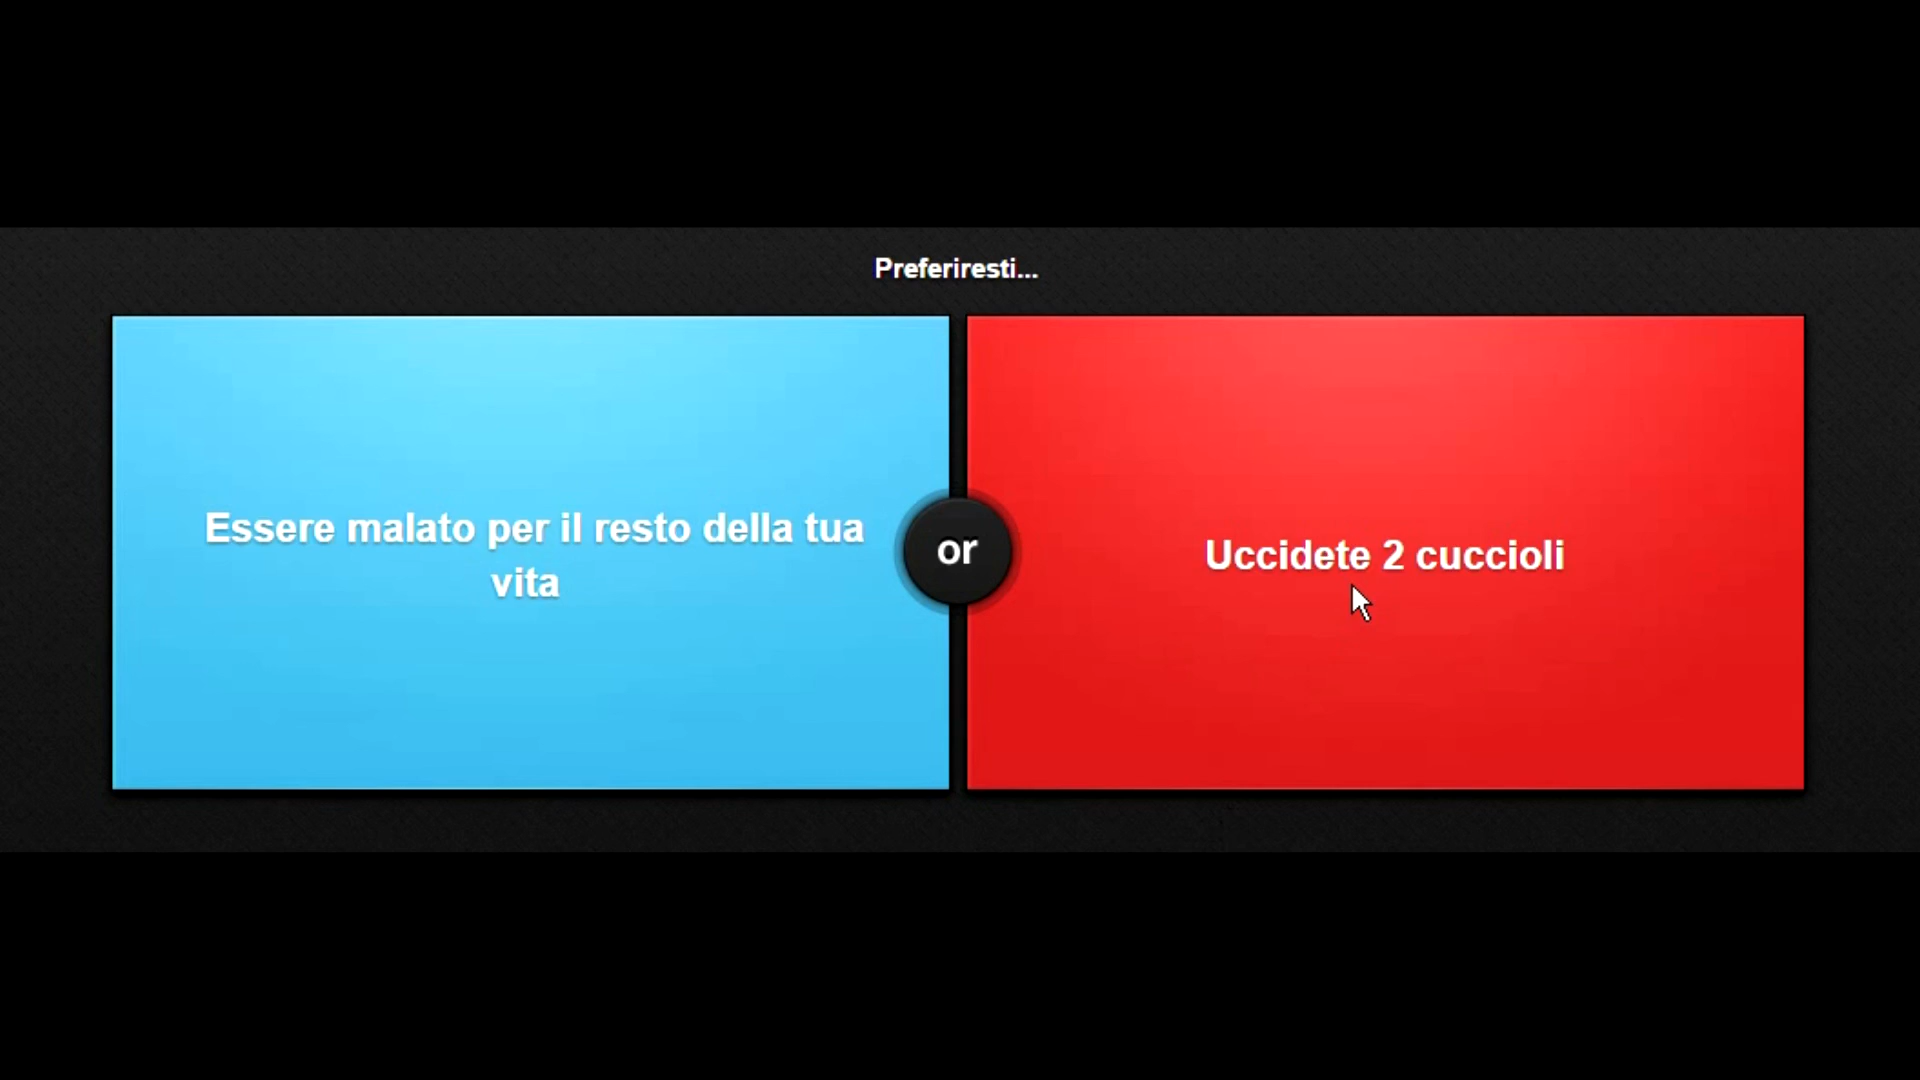 Preferiresti...
Essere malato per il resto della tua
vita
or
Uccidete 2 cuccioli